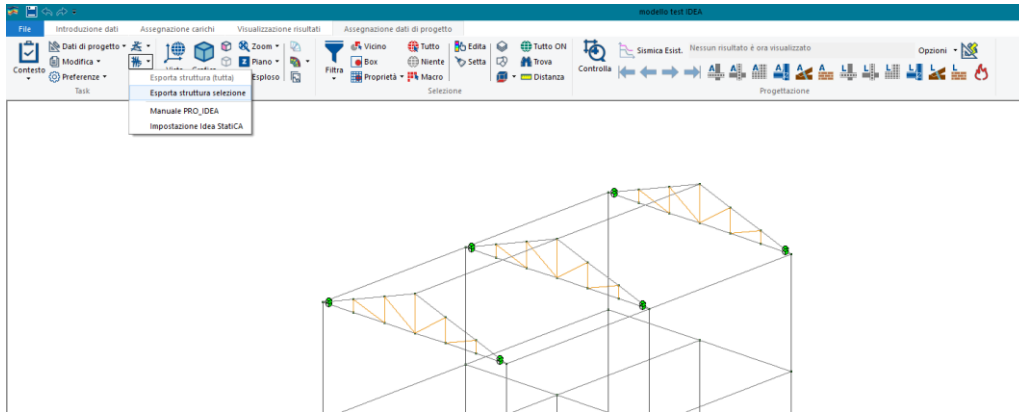 modello test IDEA
File Introduzione dati Assegnazione carichi Visualizzazione risultati Assegnazione dati di progetto
Contesto
Dati di progetto
Modifica
Preferenze
Task
Esporta struttura (tutta)
Esporta struttura selezione
Manuale PRO_IDEA
Impostazione Idea StatiCA
Zoom
Piano
Esploso
Filtra
Vicino
Box
Proprietà
Tutto
Niente
Macro
Edita
Setta
Tutto ON
Trova
Distanza
Selezione
Controlla
Sismica Esist.
Nessun risultato è ora visualizzato
Opzioni
A A A A A A L L L L L L
Progettazione